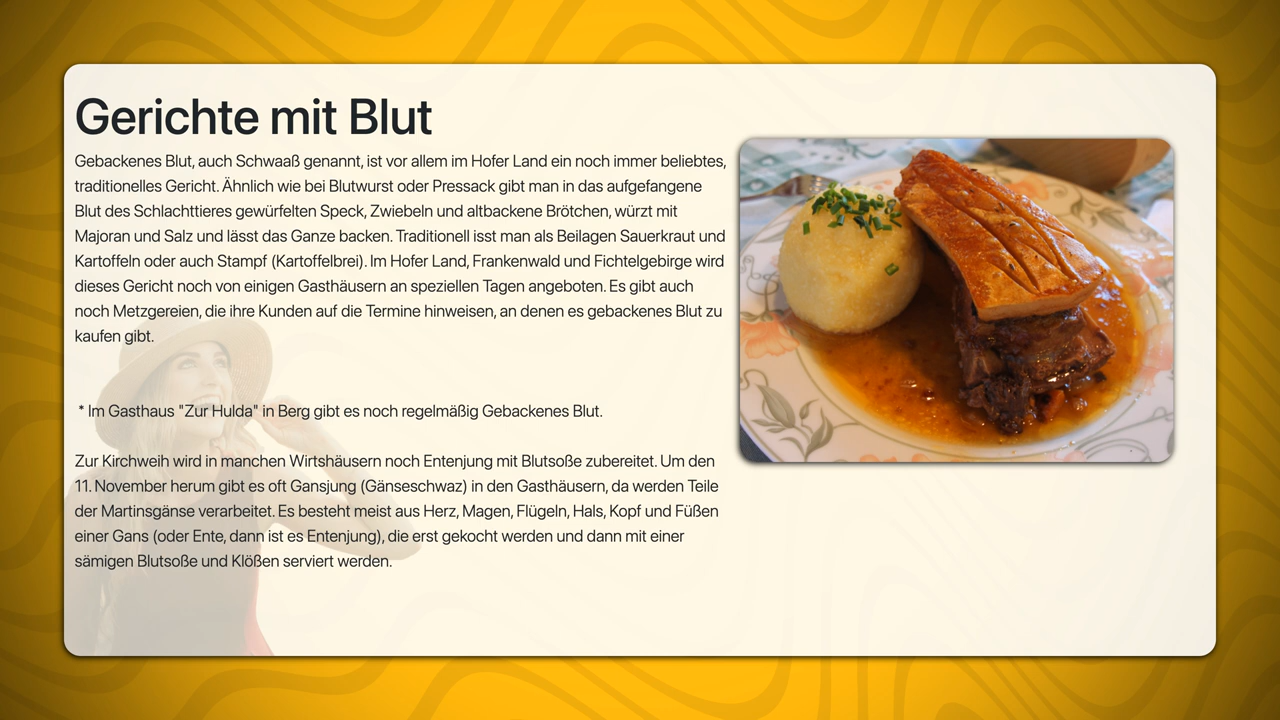 Gerichte mit Blut
Gebackenes Blut, auch Schwaaß genannt, ist vor allem im Hofer Land ein noch immer beliebtes,
traditionelles Gericht. Ähnlich wie bei Blutwurst oder Pressack gibt man in das aufgefangene
Blut des Schlachttieres gewürfelten Speck, Zwiebeln und altbackene Brötchen, würzt mit
Majoran und Salz und lässt das Ganze backen. Traditionell isst man als Beilagen Sauerkraut und
Kartoffeln oder auch Stampf (Kartoffelbrei). Im Hofer Land, Frankenwald und Fichtelgebirge wird
dieses Gericht noch von einigen Gasthäusern an speziellen Tagen angeboten. Es gibt auch
noch Metzgereien, die ihre Kunden auf die Termine hinweisen, an denen es gebackenes Blut zu
kaufen gibt.
* Im Gasthaus "Zur Hulda" in Berg gibt es noch regelmäßig Gebackenes Blut.
Zur Kirchweih wird in manchen Wirtshäusern noch Entenjung mit Blutsoße zubereitet. Um den
11. November herum gibt es oft Gansjung (Gänseschwaz) in den Gasthäusern, da werden Teile
der Martinsgänse verarbeitet. Es besteht meist aus Herz, Magen, Flügeln, Hals, Kopf und Füßen
einer Gans (oder Ente, dann ist es Entenjung), die erst gekocht werden und dann mit einer
sämigen Blutsoße und Klößen serviert werden.